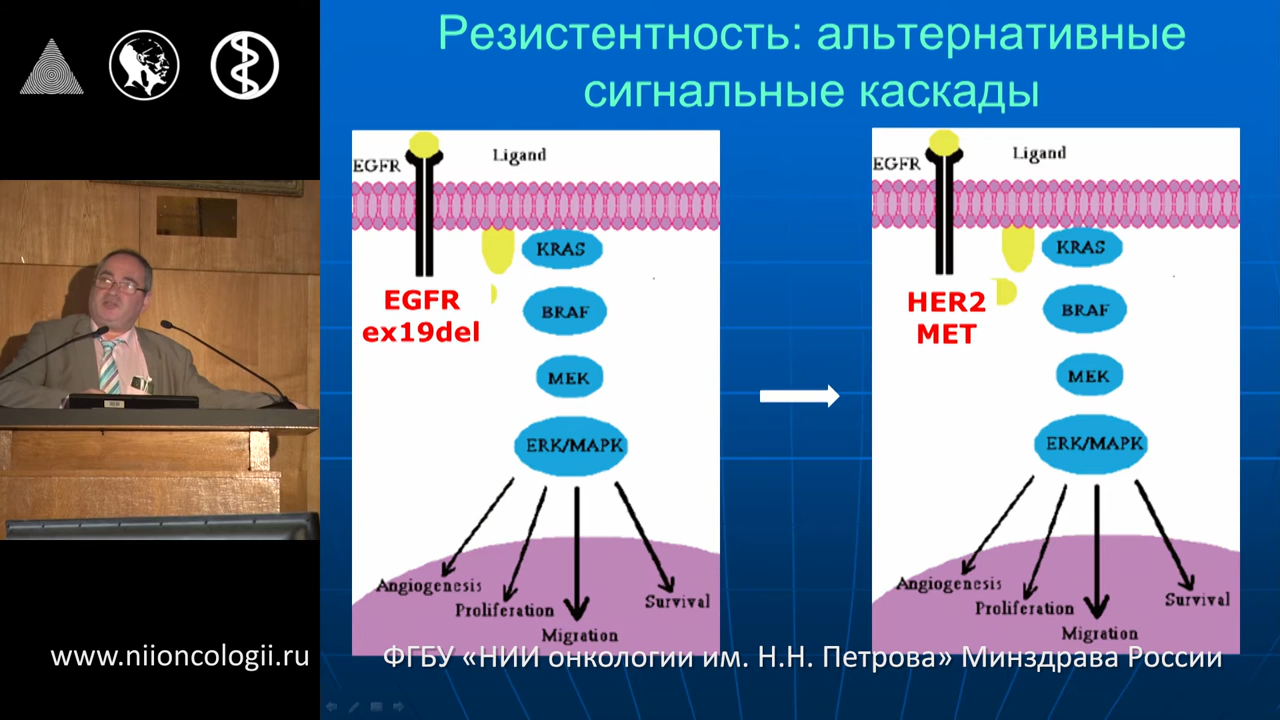 Резистентность: альтернативные
сигнальные каскады
EGFR
Ligand
KRAS
EGFR
ex19del
BRAF
MEK
ERK/MAPK
Angiogenesis
Proliferation
Migration
Survival
EGFR
Ligand
KRAS
HER2
MET
BRAF
MEK
ERK/MAPK
Angiogenesis
Proliferation
Migration
Survival
www.niioncologii.ru
ФГБУ «НИИ онкологии им. Н.Н. Петрова» Минздрава России